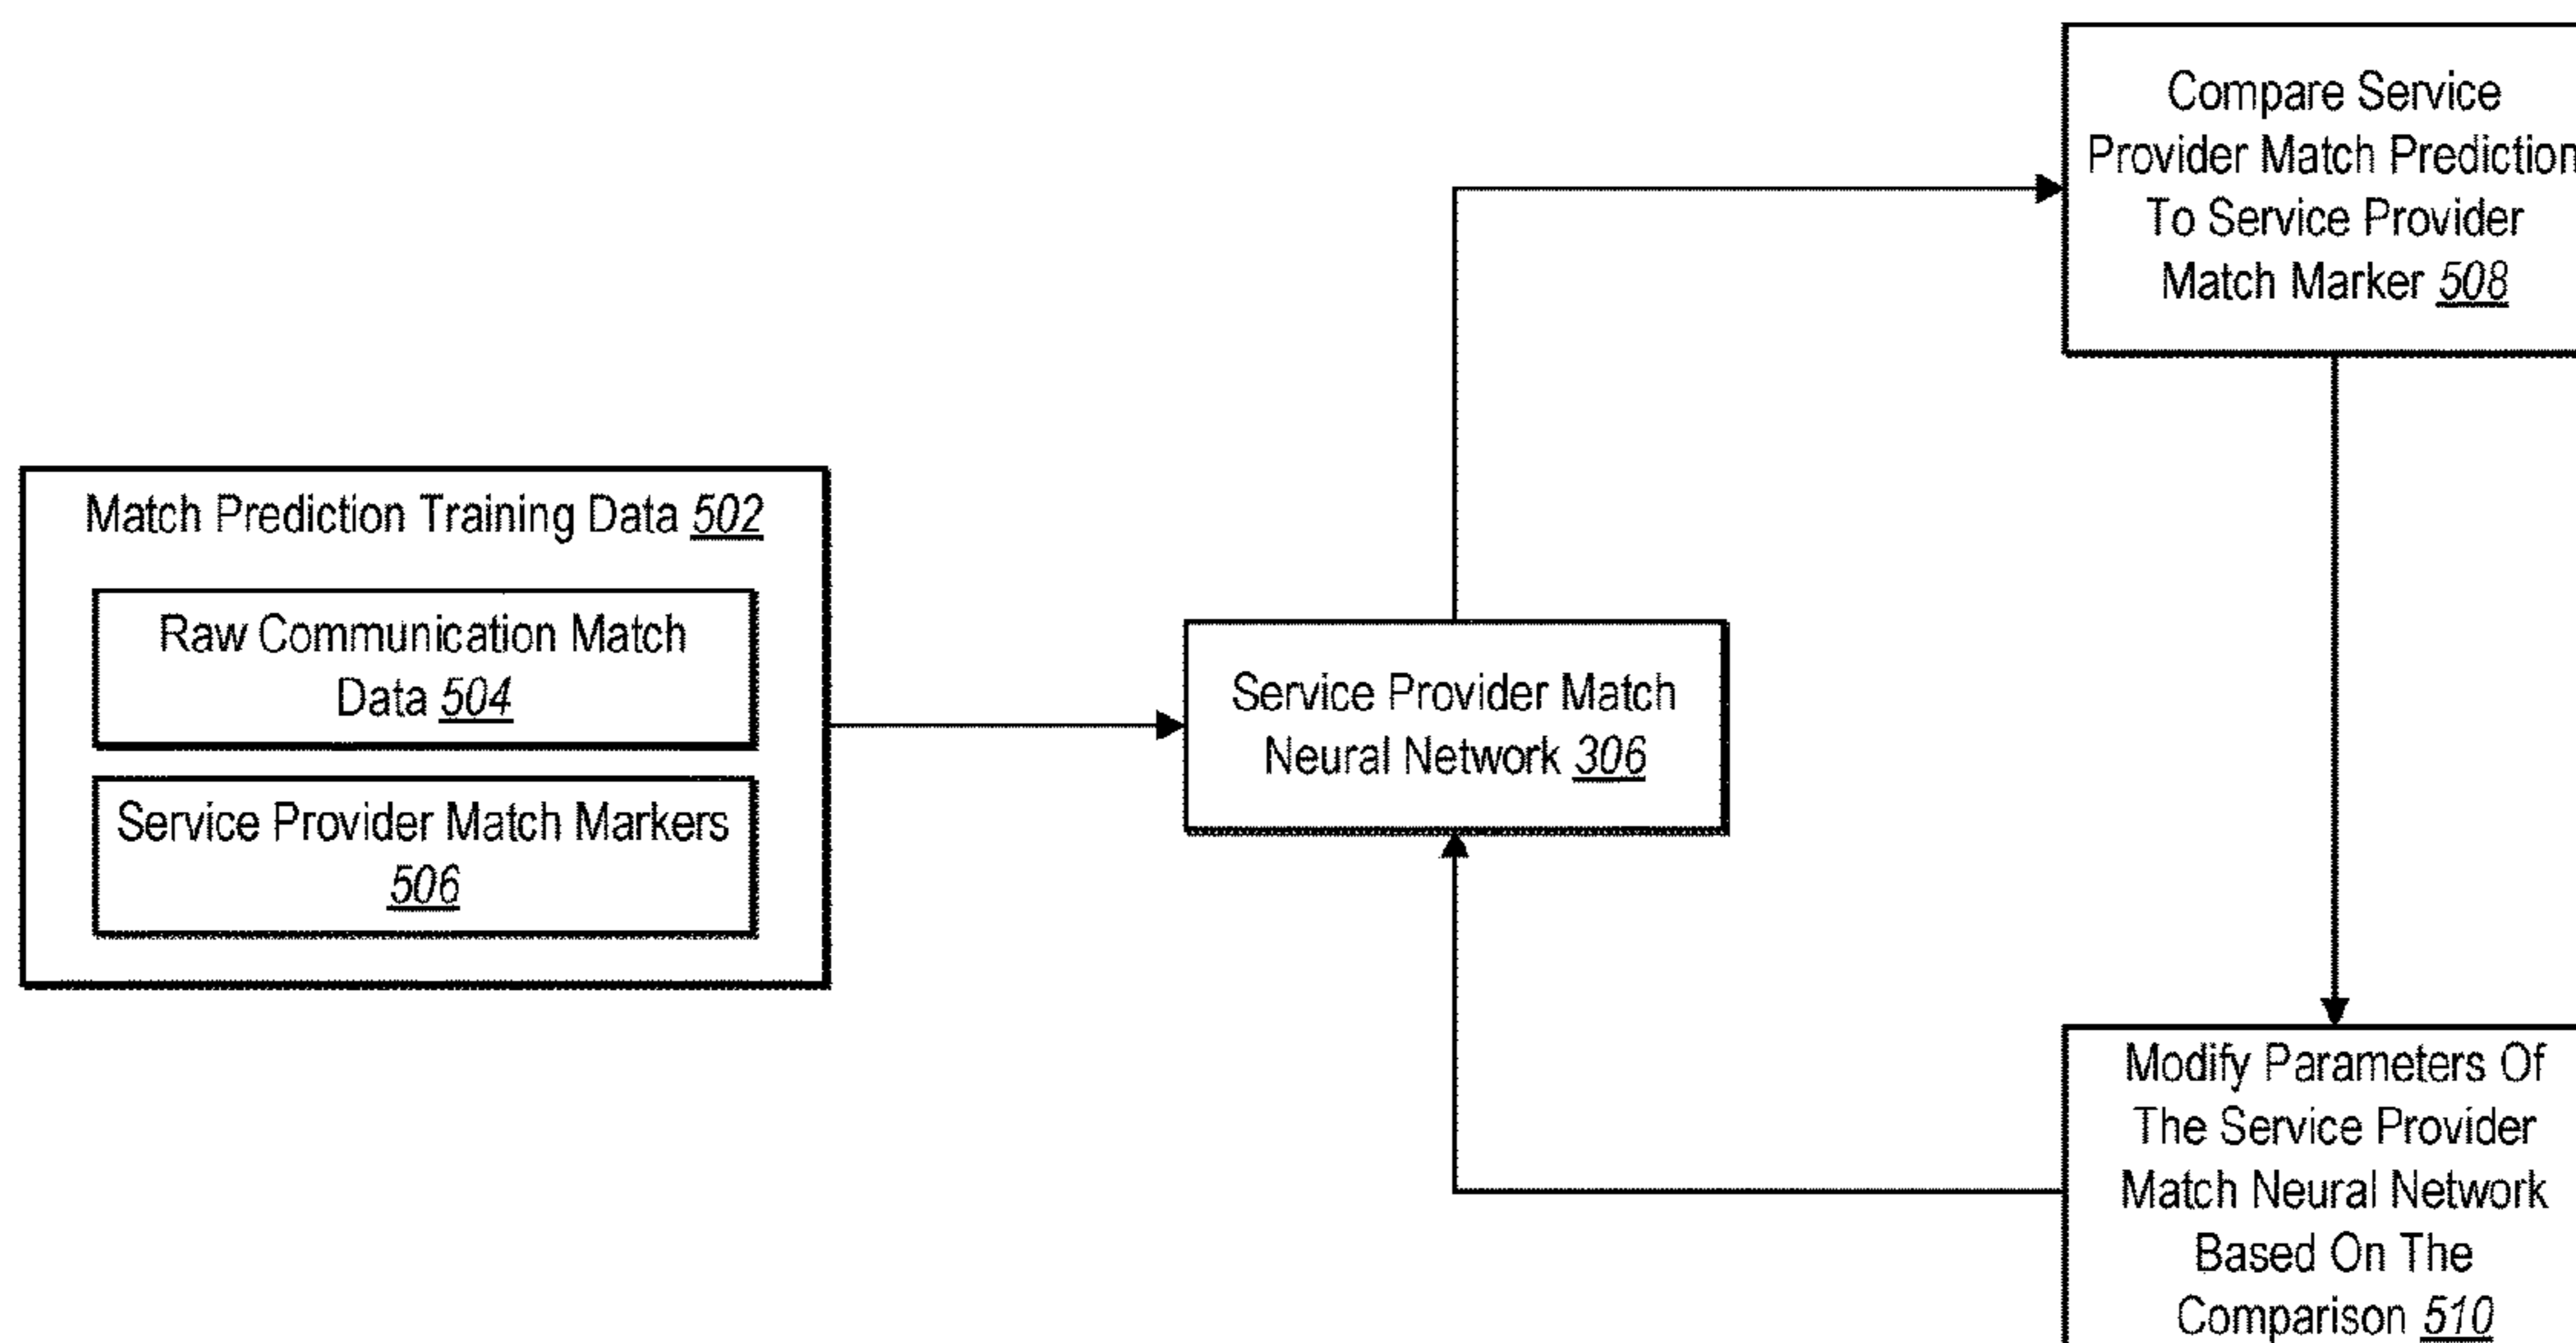 Compare Service
Provider Match Prediction
To Service Provider
Match Marker 508
Match Prediction Training Data 502
Raw Communication Match
Data 504
Service Provider Match Markers
506
Service Provider Match
Neural Network 306
Modify Parameters Of
The Service Provider
Match Neural Network
Based On The
Comparison 510